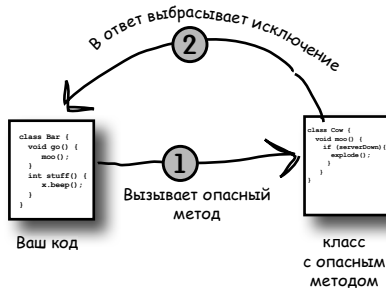 В ответ выбрасывает исключение
2
class Bar {
void go() {
moo();
}
int stuff() {
x.beep();
}
}
1
Вызывает опасный
метод
class Cow {
void moo() {
if (serverDown){
explode();
}
}
}
Ваш код
класс
с опасным
методом